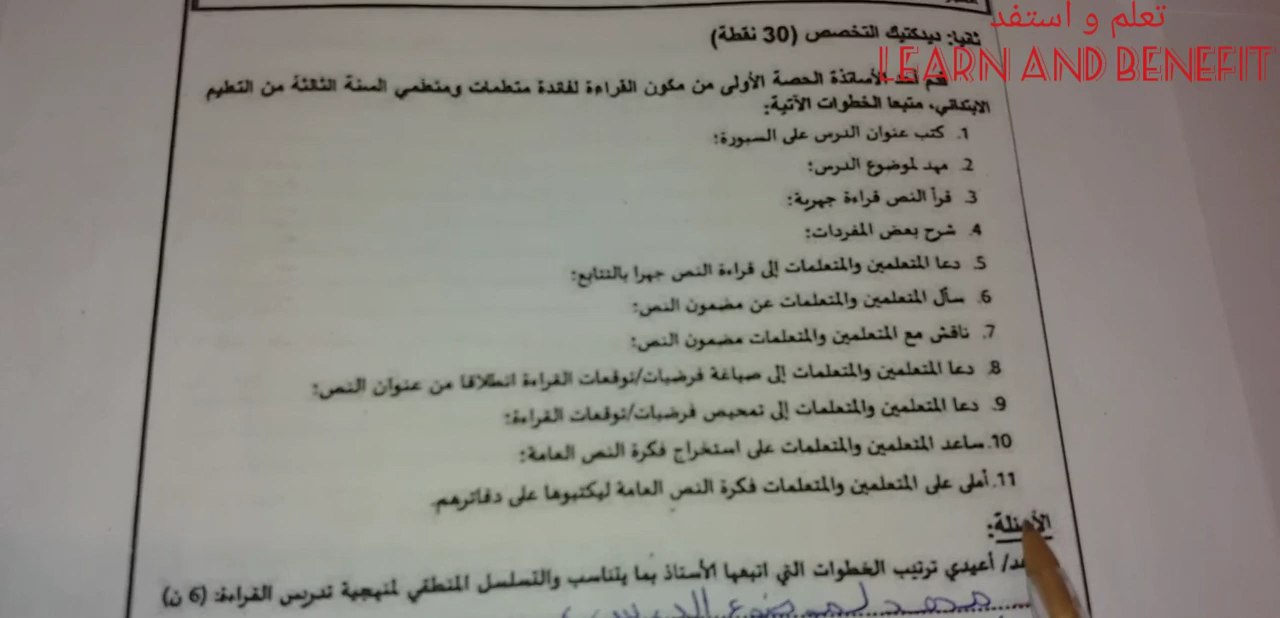 تعلم و استفد
LEARN AND BENEFIT
ثانيا: ديدكتيك التخصص (30 نقطة)
قدم أحد الأساتذة الحصة الأولى من مكون القراءة لفائدة متعلمات ومتعلمي السنة الثالثة من التعليم
الابتدائي، متبعا الخطوات الآتية:
1. كتب عنوان الدرس على السبورة؛
2. مهد لموضوع الدرس؛
3. قرأ النص قراءة جهرية؛
4. شرح بعض المفردات؛
5. دعا المتعلمين والمتعلمات إلى قراءة النص جهرا بالتتابع؛
6. سأل المتعلمين والمتعلمات عن مضمون النص؛
7. ناقش مع المتعلمين والمتعلمات مضمون النص؛
8. دعا المتعلمين والمتعلمات إلى صياغة فرضيات/توقعات القراءة انطلاقا من عنوان النص؛
9. دعا المتعلمين والمتعلمات إلى تمحيص فرضيات/توقعات القراءة؛
10. ساعد المتعلمين والمتعلمات على استخراج فكرة النص العامة؛
11. أملى على المتعلمين والمتعلمات فكرة النص العامة ليكتبوها على دفاترهم.
الأسئلة:
/ أعيدي ترتيب الخطوات التي اتبعها الأستاذ بما يتناسب والتسلسل المنطقي لمنهجية تدريس القراءة: (6 ن)
مهد لموضوع الدرس